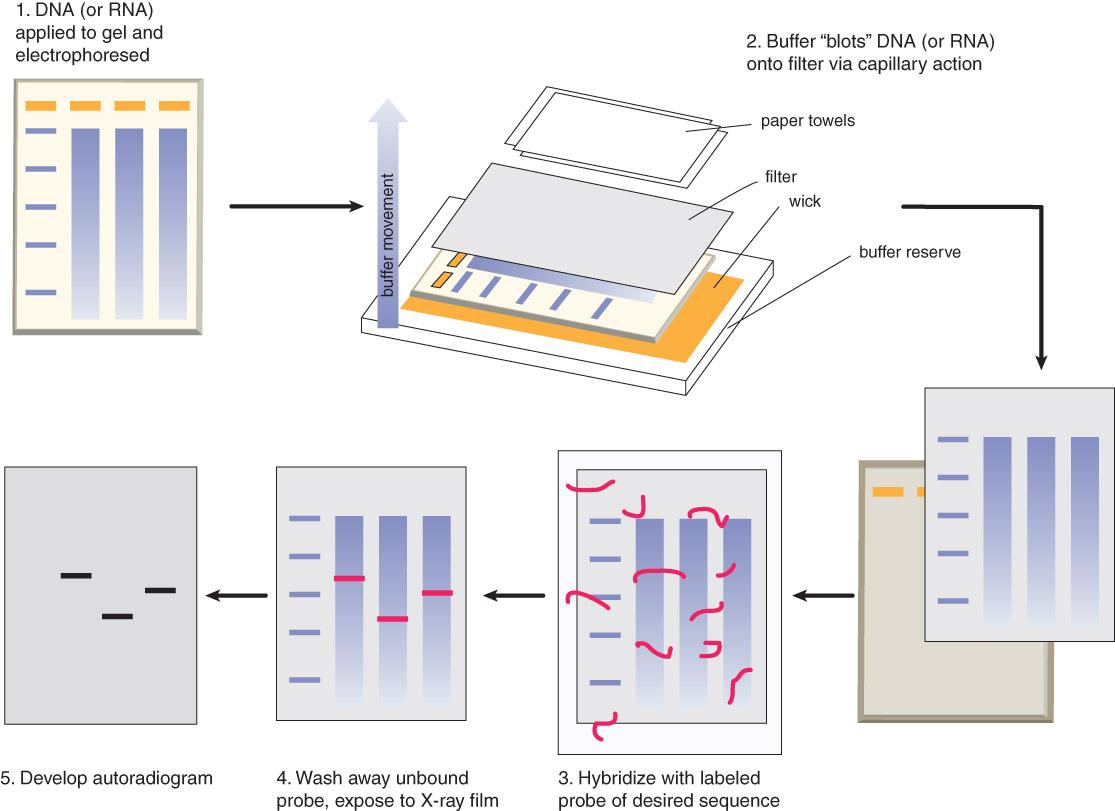 1. DNA (or RNA)
applied to gel and
electrophoresed
2. Buffer “blots” DNA (or RNA)
onto filter via capillary action
paper towels
filter
wick
buffer reserve
buffer movement
5. Develop autoradiogram
4. Wash away unbound
probe, expose to X-ray film
3. Hybridize with labeled
probe of desired sequence